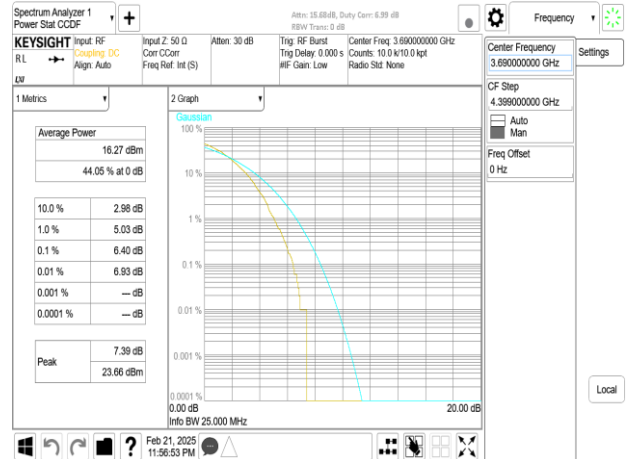 Spectrum Analyzer 1
Power Stat CCDF
Attn: 15.68dB, Duty Corr: 6.99 dB
RBW Trans: 0 dB
Frequency
KEYSIGHT
RL
Input: RF
Coupling: DC
Align: Auto
Input Z: 50 Ω
Corr CCorr
Freq Ref: Int (S)
Atten: 30 dB
Trig: RF Burst
Trig Delay: 0.000 s
#IF Gain: Low
Center Freq: 3.690000000 GHz
Counts: 10.0 k/10.0 kpt
Radio Std: None
Center Frequency
3.690000000 GHz
Settings
CF Step
4.399000000 GHz
Auto
Man
Freq Offset
0 Hz
1 Metrics
Average Power
16.27 dBm
44.05 % at 0 dB
10.0 % 2.98 dB
1.0 % 5.03 dB
0.1 % 6.40 dB
0.01 % 6.93 dB
0.001 % --- dB
0.0001 % --- dB
Peak
7.39 dB
23.66 dBm
2 Graph
Gaussian
100 %
10 %
1 %
0.1 %
0.01 %
0.001 %
0.0001 %
0.00 dB
20.00 dB
Info BW 25.000 MHz
Local
?
Feb 21, 2025
11:56:53 PM